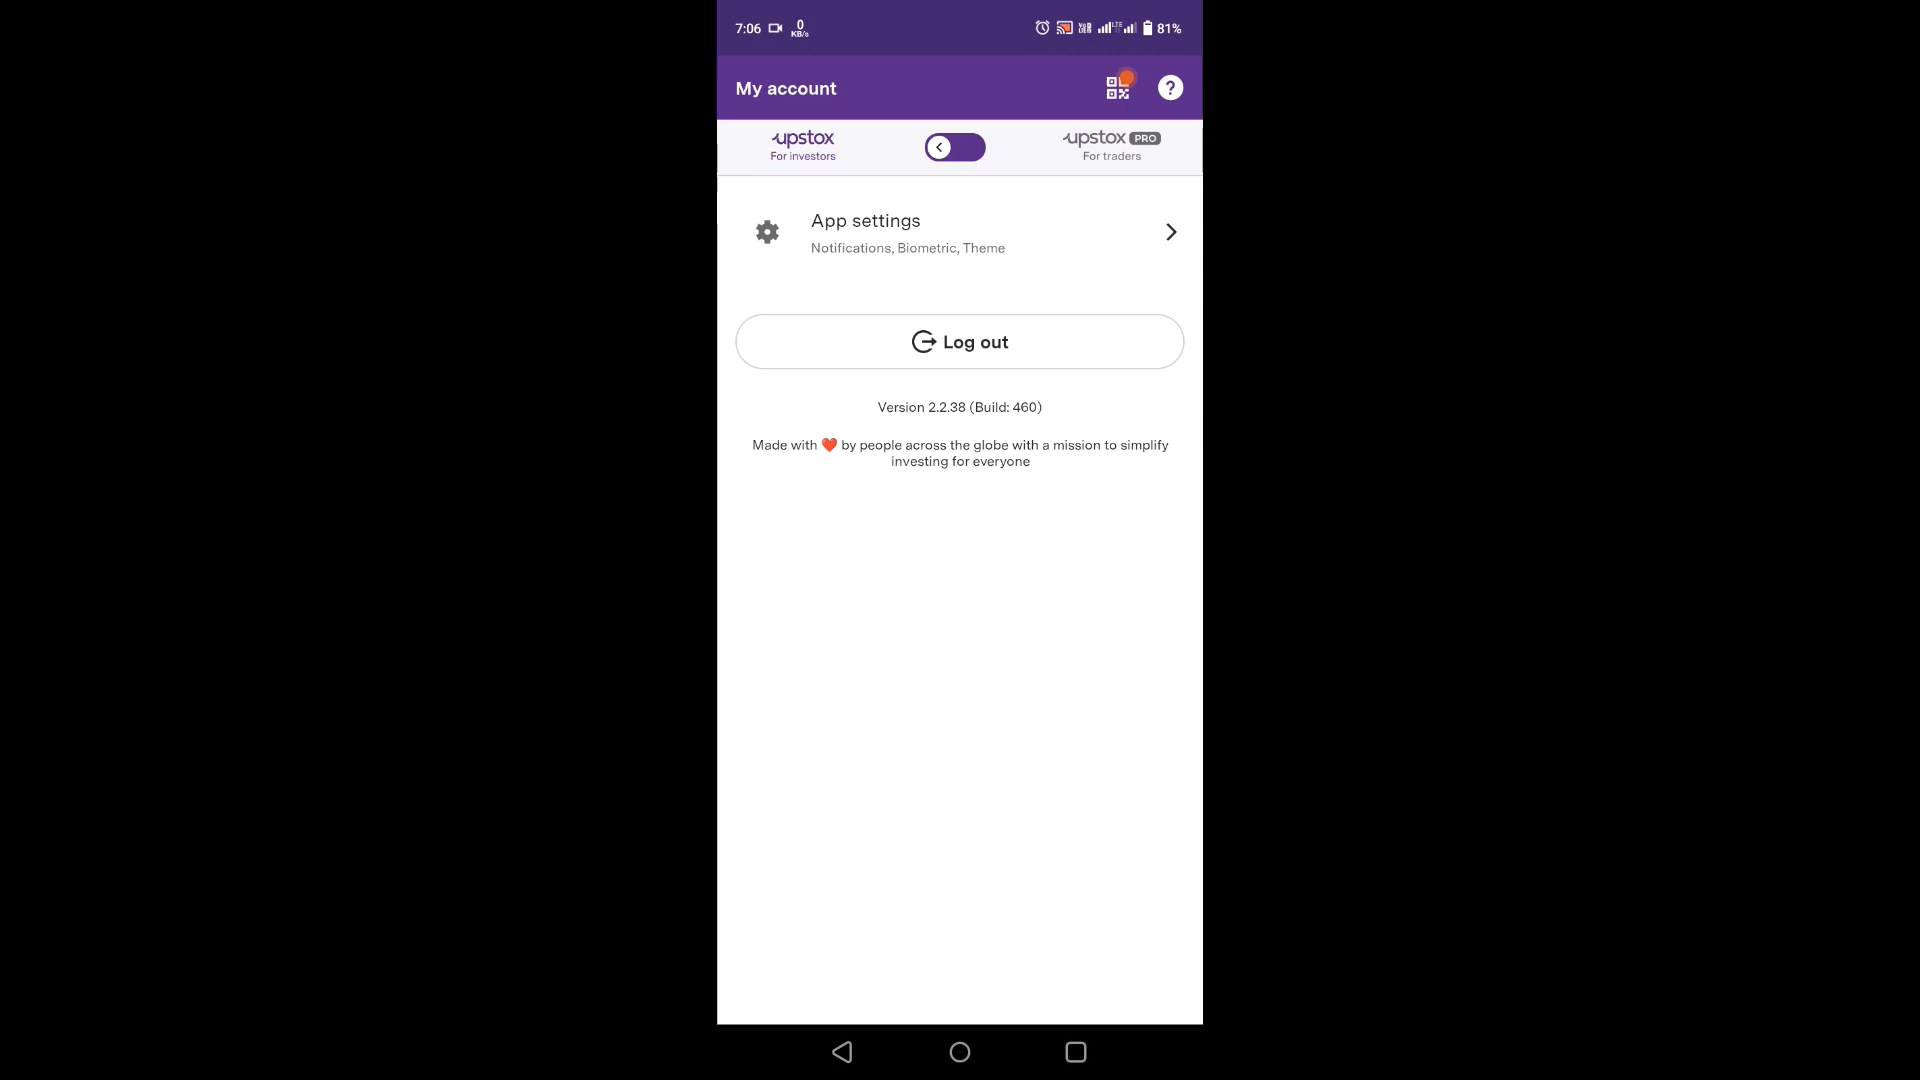 7:06
0
KB/s
LTE
81%
My account
upstox
For investors
upstox PRO
For traders
App settings
Notifications, Biometric, Theme
Log out
Version 2.2.38 (Build: 460)
Made with ❤️ by people across the globe with a mission to simplify
investing for everyone